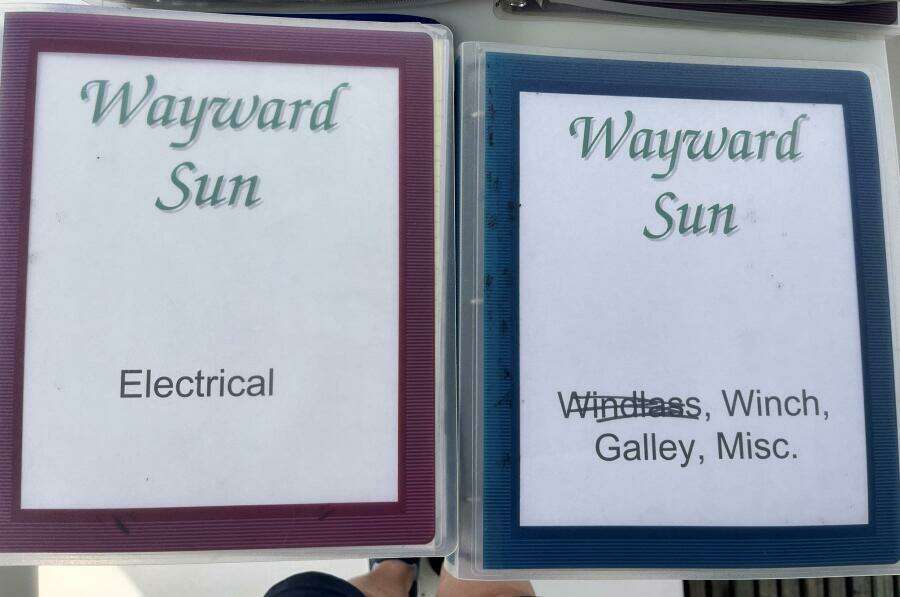 Wayward
Sun
Electrical
Wayward
Sun
Windlass, Winch,
Galley, Misc.